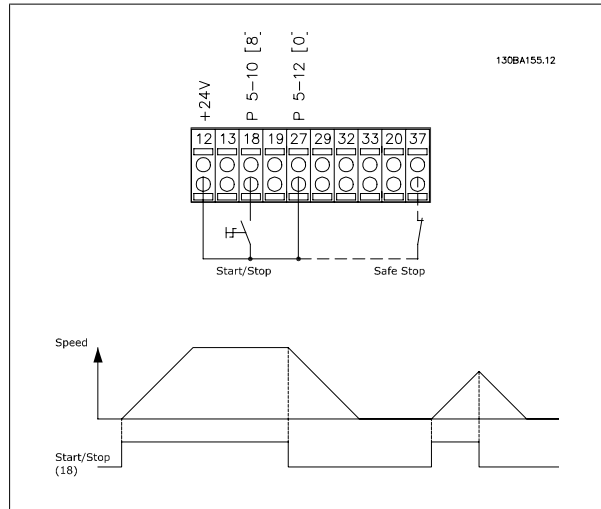 130BA155.12
+24V
P 5-10 [8]
P 5-12 [0]
12 13 18 19 27 29 32 33 20 37
Start/Stop
Safe Stop
Speed
Start/Stop
(18)